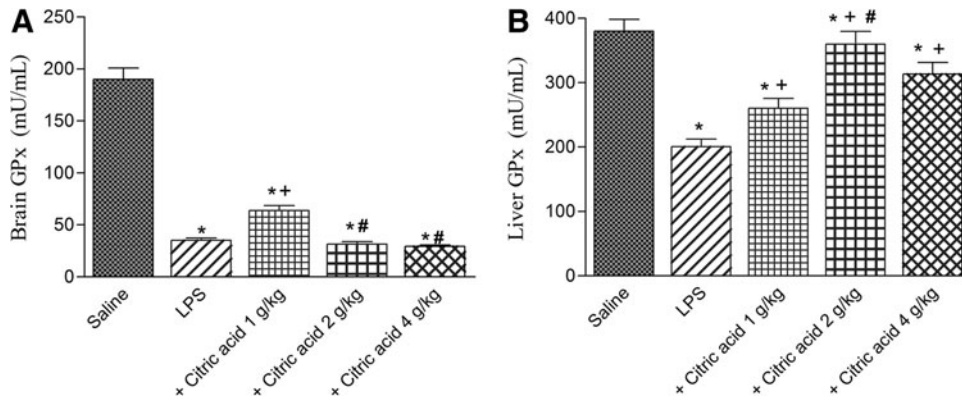 A
Brain GPx (mU/mL)
250
200
150
100
50
0
*
* +
* #
* #
Saline
LPS
+ Citric acid 1 g/kg
+ Citric acid 2 g/kg
+ Citric acid 4 g/kg
B
Liver GPx (mU/mL)
400
300
200
100
0
*
* +
* + #
* +
Saline
LPS
+ Citric acid 1 g/kg
+ Citric acid 2 g/kg
+ Citric acid 4 g/kg